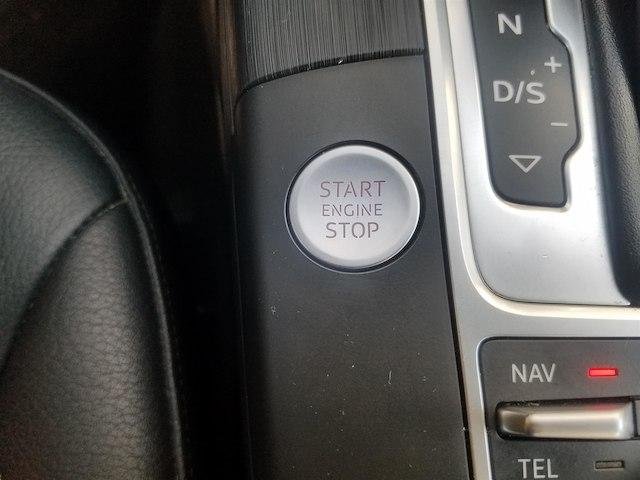 N
+
D/S
-
START
ENGINE
STOP
NAV
TEL